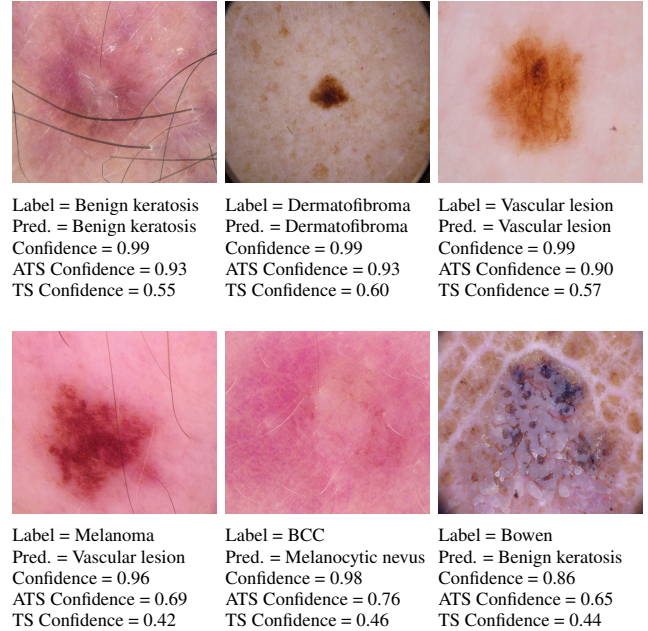 Label = Benign keratosis
Pred. = Benign keratosis
Confidence = 0.99
ATS Confidence = 0.93
TS Confidence = 0.55
Label = Dermatofibroma
Pred. = Dermatofibroma
Confidence = 0.99
ATS Confidence = 0.93
TS Confidence = 0.60
Label = Vascular lesion
Pred. = Vascular lesion
Confidence = 0.99
ATS Confidence = 0.90
TS Confidence = 0.57
Label = Melanoma
Pred. = Vascular lesion
Confidence = 0.96
ATS Confidence = 0.69
TS Confidence = 0.42
Label = BCC
Pred. = Melanocytic nevus
Confidence = 0.98
ATS Confidence = 0.76
TS Confidence = 0.46
Label = Bowen
Pred. = Benign keratosis
Confidence = 0.86
ATS Confidence = 0.65
TS Confidence = 0.44